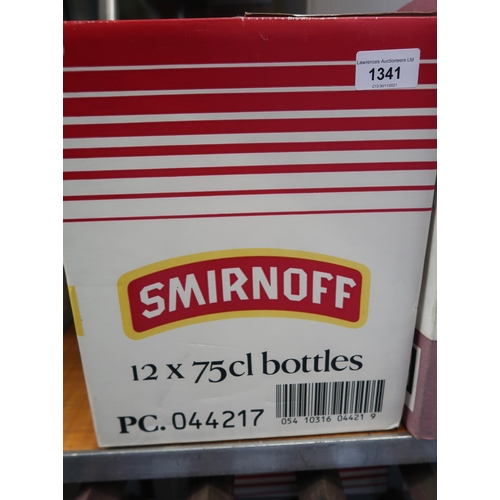 Lawrences Auctioneers Ltd
1341
SMIRNOFF
12 x 75cl bottles
PC. 044217
054 10316 04421 9